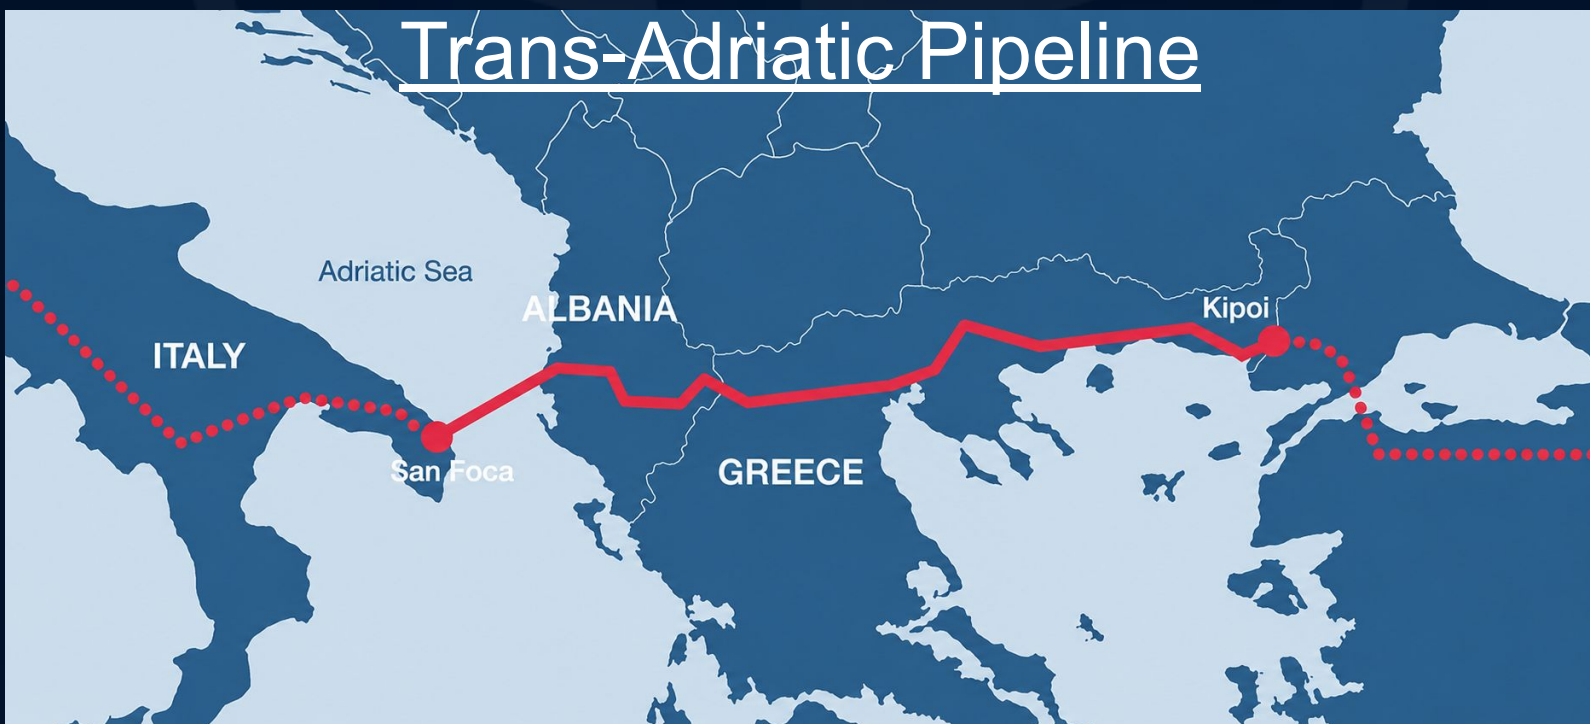 Trans-Adriatic Pipeline
Adriatic Sea
ALBANIA
Kipoi
ITALY
San Foca
GREECE